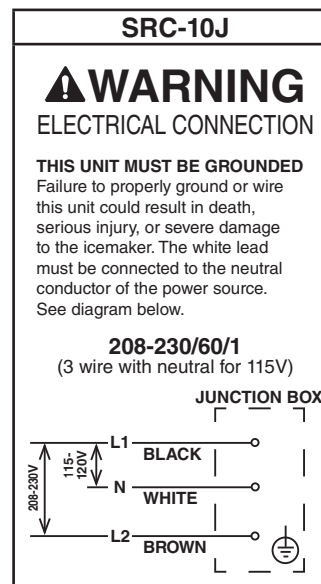 SRC-10J
WARNING
ELECTRICAL CONNECTION
THIS UNIT MUST BE GROUNDED
Failure to properly ground or wire
this unit could result in death,
serious injury, or severe damage
to the icemaker. The white lead
must be connected to the neutral
conductor of the power source.
See diagram below.
208-230/60/1
(3 wire with neutral for 115V)
JUNCTION BOX
L1
BLACK
208-230V
115-
120V
N
WHITE
L2
BROWN